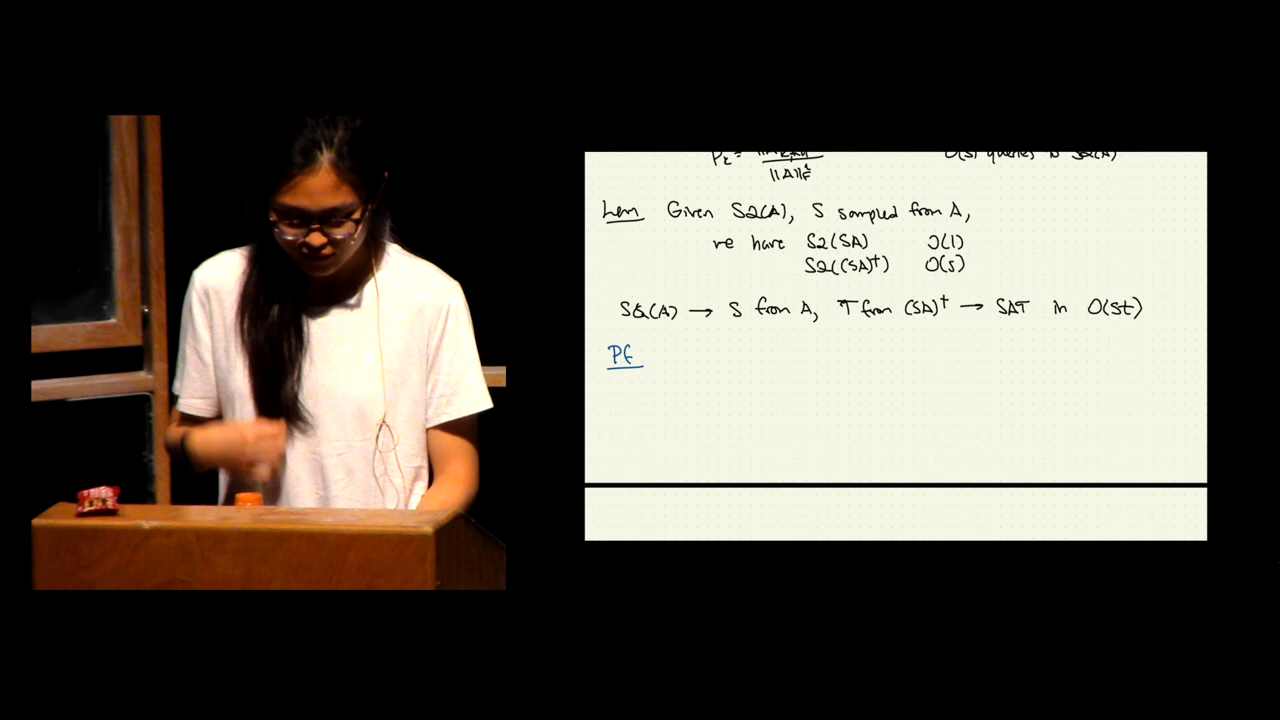 ‖A‖_F²
Lem Given SQ(A), S sampled from A,
we have SQ(SA) O(1)
SQ((SA)†) O(s)
SQ(A) → S from A, T from (SA)† → SAT in O(st)
Pf